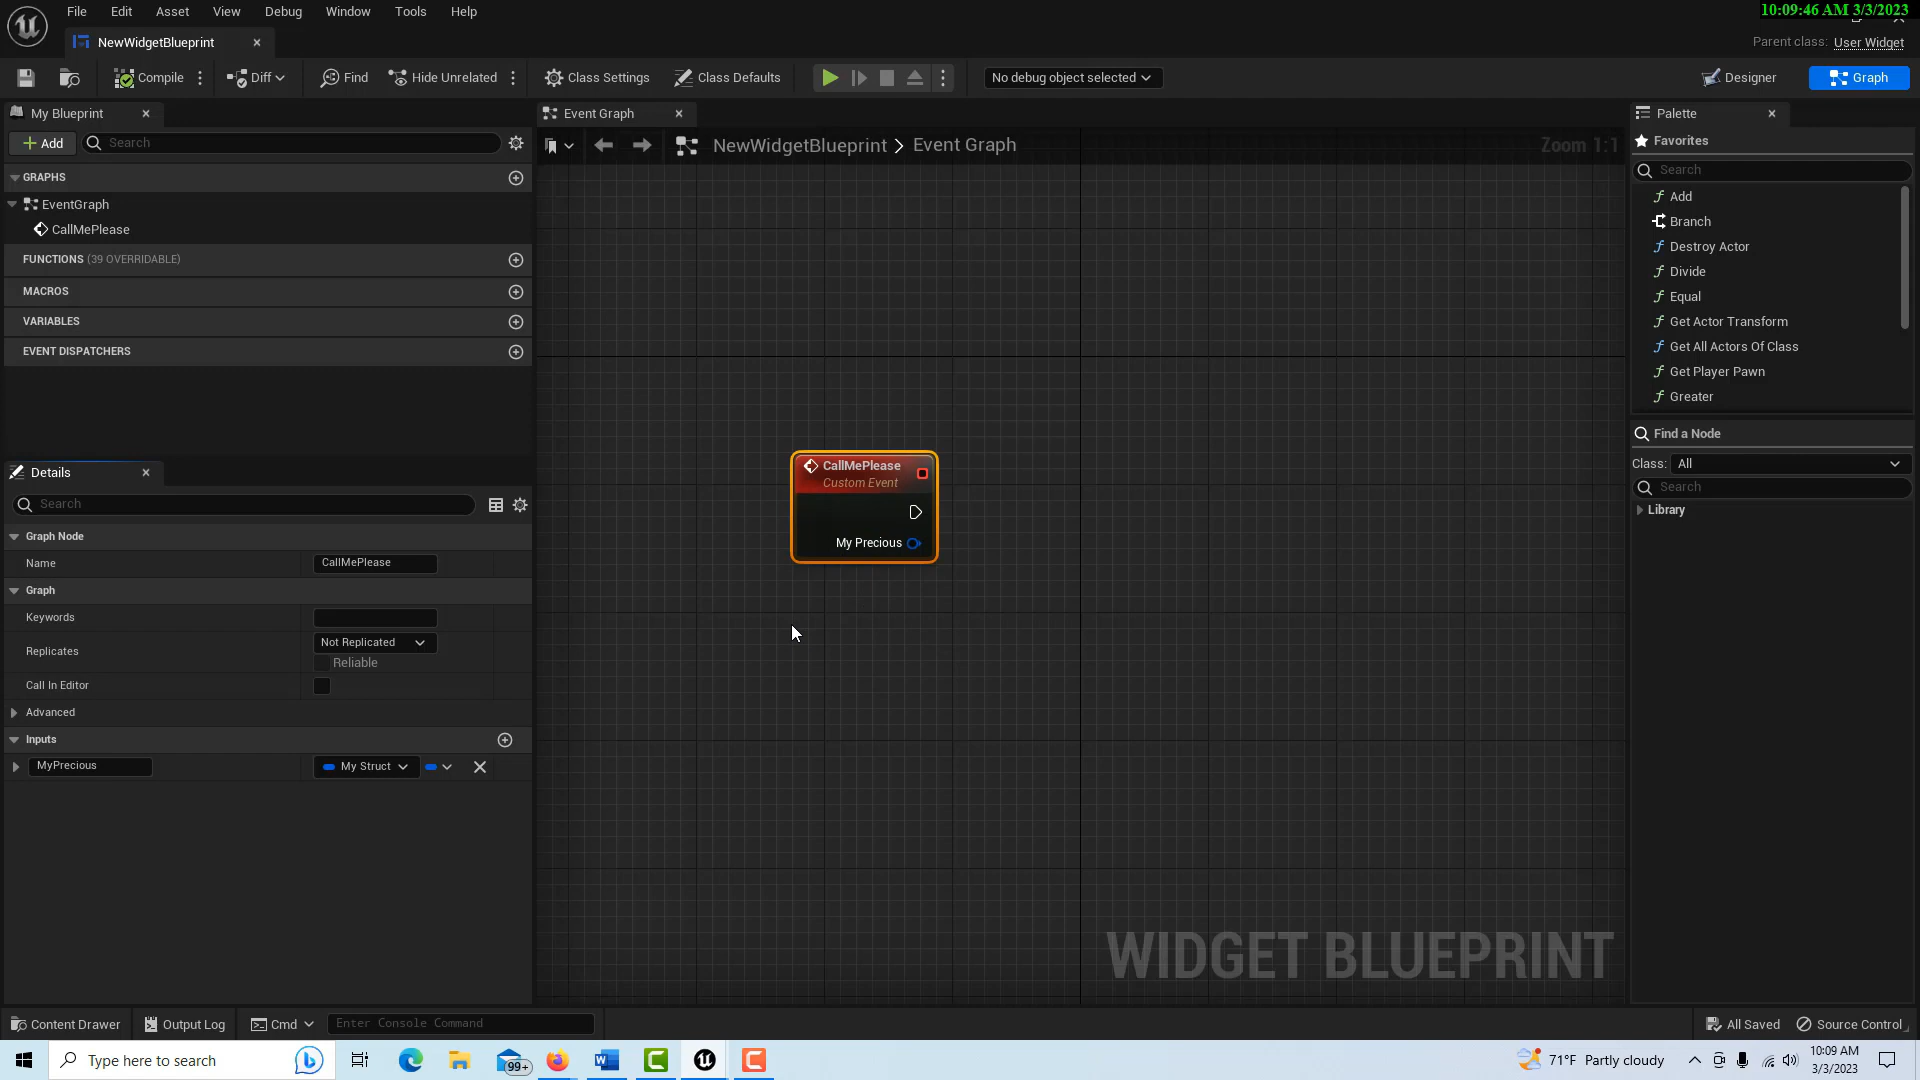 File Edit Asset View Debug Window Tools Help
10:09:46 AM 3/3/2023
NewWidgetBlueprint
Parent class: User Widget
Compile Diff Find Hide Unrelated Class Settings Class Defaults No debug object selected Designer Graph
My Blueprint
Event Graph
Palette
Add Search
NewWidgetBlueprint > Event Graph
Zoom 1:1
Favorites
Search
GRAPHS
EventGraph
CallMePlease
FUNCTIONS (39 OVERRIDABLE)
MACROS
VARIABLES
EVENT DISPATCHERS
Add
Branch
Destroy Actor
Divide
Equal
Get Actor Transform
Get All Actors Of Class
Get Player Pawn
Greater
Find a Node
Class: All
Search
Library
CallMePlease
Custom Event
My Precious
Details
Search
Graph Node
Name CallMePlease
Graph
Keywords
Replicates Not Replicated
Reliable
Call In Editor
Advanced
Inputs
MyPrecious My Struct
WIDGET BLUEPRINT
Content Drawer Output Log Cmd Enter Console Command All Saved Source Control
Type here to search
99+
71°F Partly cloudy
10:09 AM
3/3/2023